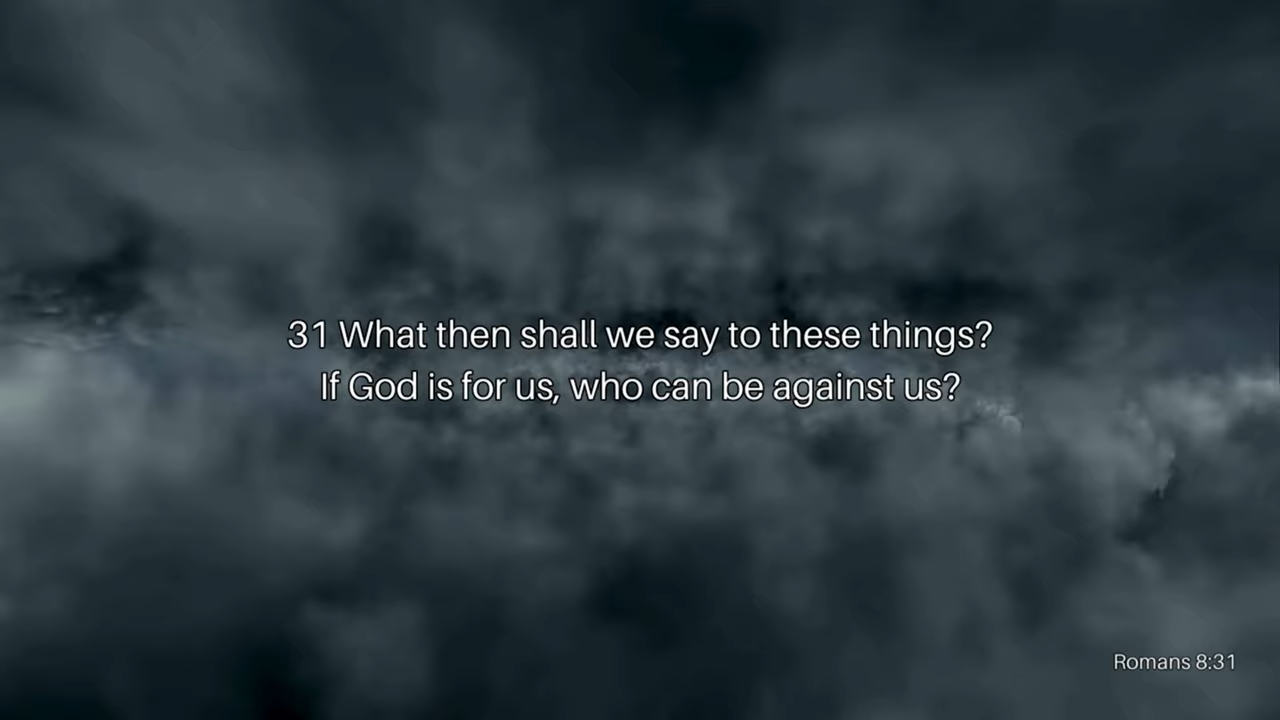 31 What then shall we say to these things?
If God is for us, who can be against us?
Romans 8:31